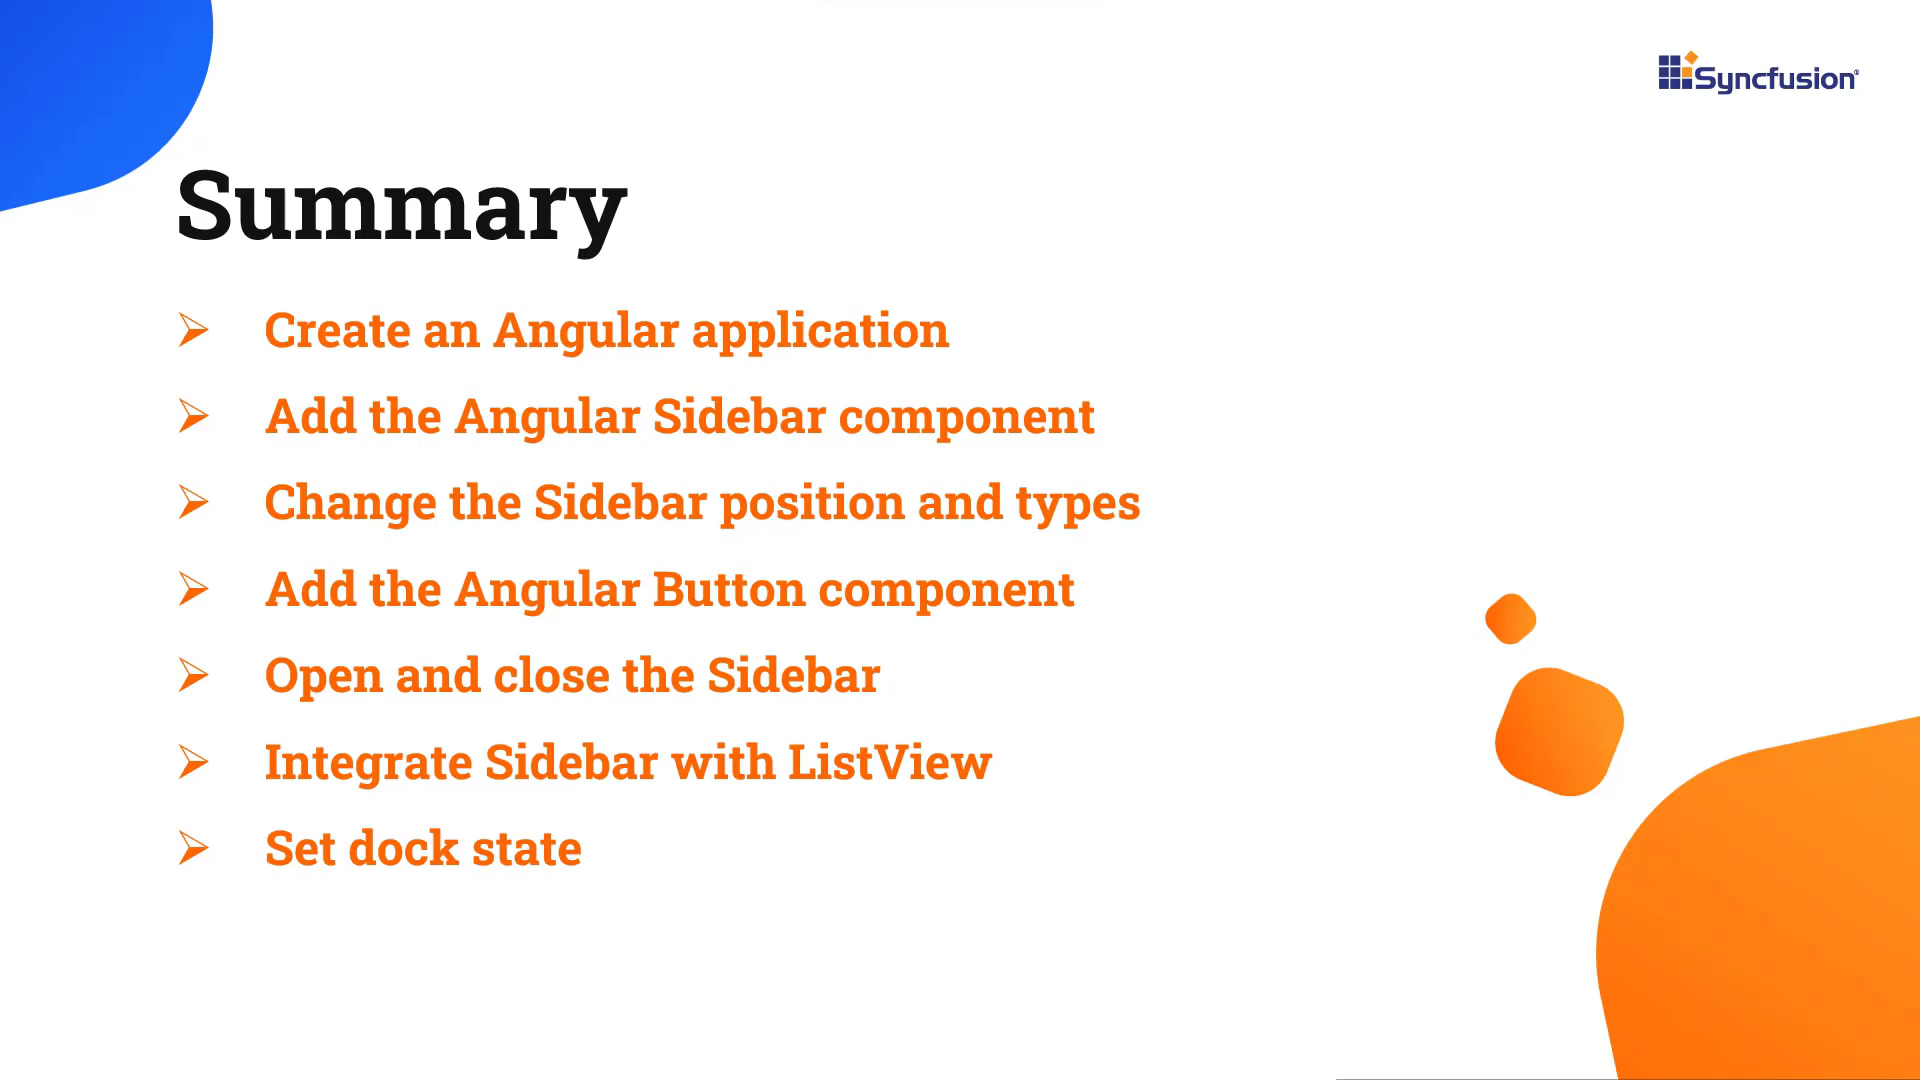 Syncfusion®
Summary
➢ Create an Angular application
➢ Add the Angular Sidebar component
➢ Change the Sidebar position and types
➢ Add the Angular Button component
➢ Open and close the Sidebar
➢ Integrate Sidebar with ListView
➢ Set dock state